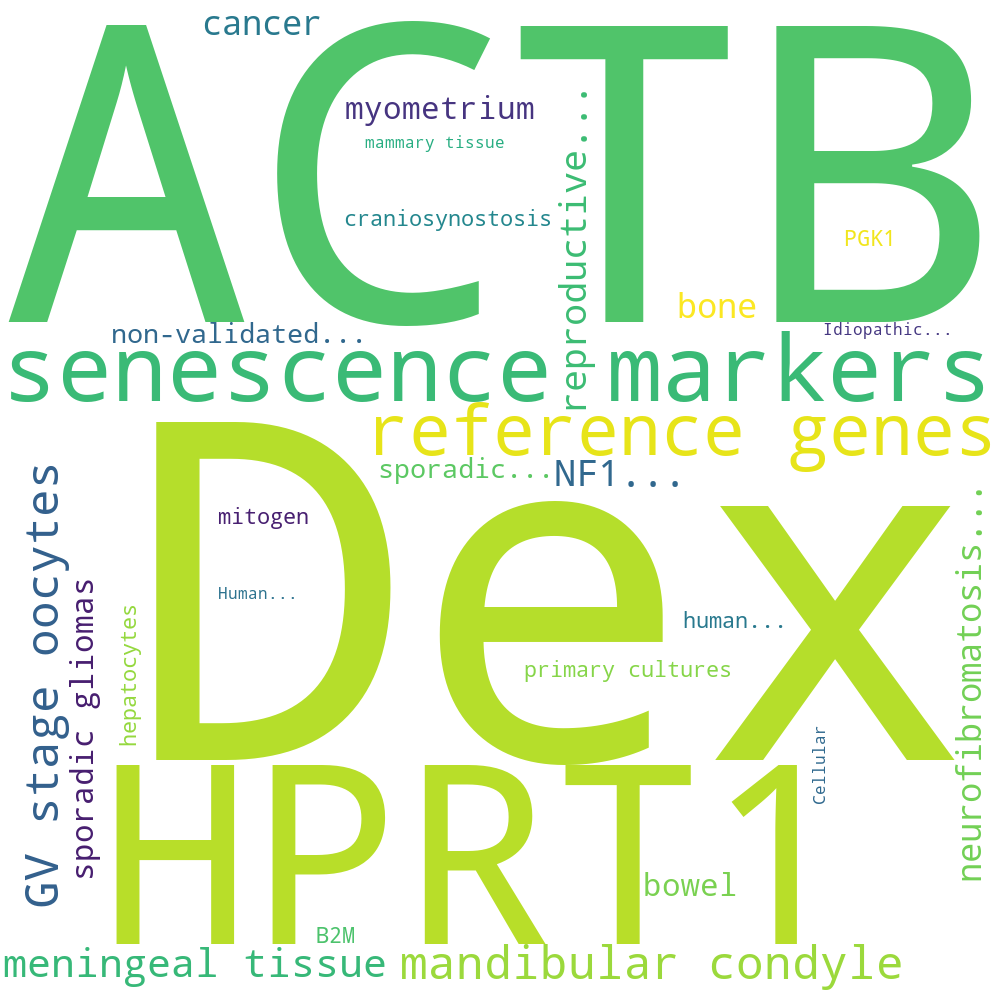 cancer
ACTB
myometrium
mammary tissue
reproductive...
craniosynostosis
PGK1
bone
non-validated...
Idiopathic...
senescence markers
reference genes
sporadic...
NF1...
GV stage oocytes
sporadic gliomas
hepatocytes
Dex
mitogen
Human...
human...
primary cultures
neurofibromatosis...
Cellular
HPRT1
bowel
B2M
meningeal tissue
mandibular condyle